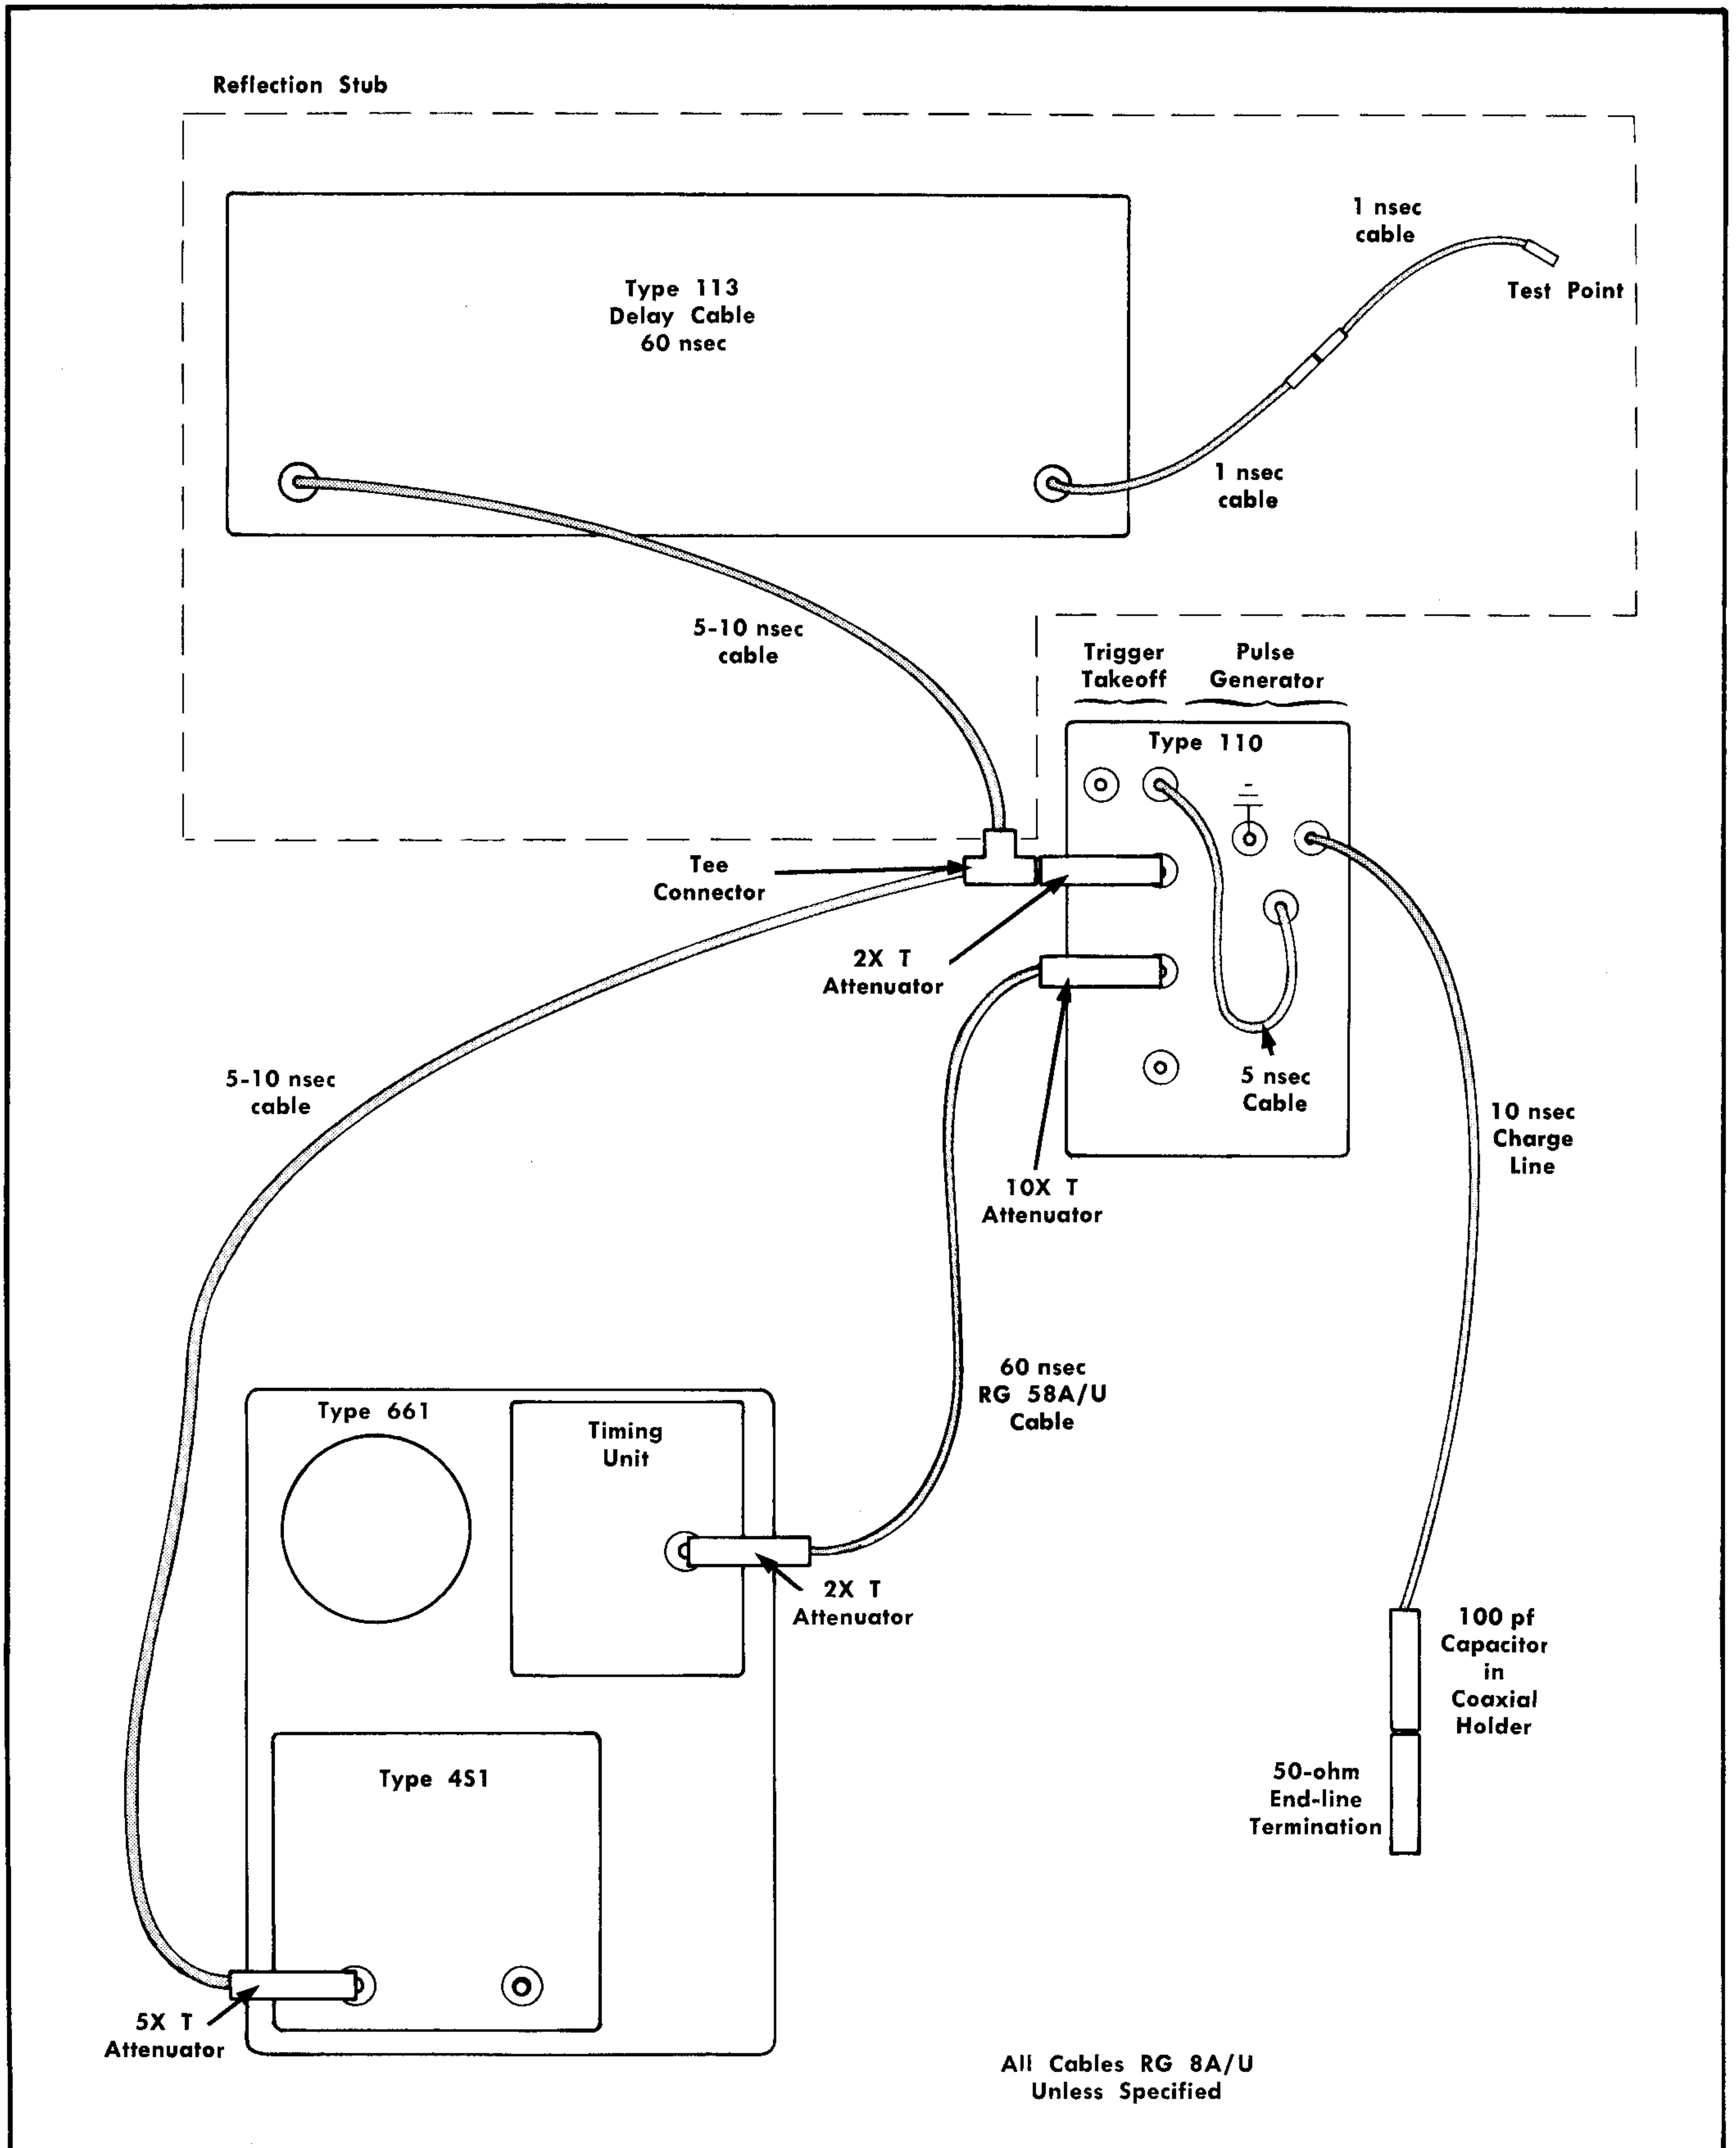 Reflection Stub
1 nsec
cable
Test Point
Type 113
Delay Cable
60 nsec
1 nsec
cable
5-10 nsec
cable
Trigger
Takeoff
Pulse
Generator
Type 110
Tee
Connector
2X T
Attenuator
5-10 nsec
cable
5 nsec
Cable
10 nsec
Charge
Line
10X T
Attenuator
60 nsec
RG 58A/U
Cable
Type 661
Timing
Unit
2X T
Attenuator
100 pf
Capacitor
in
Coaxial
Holder
Type 4S1
50-ohm
End-line
Termination
5X T
Attenuator
All Cables RG 8A/U
Unless Specified